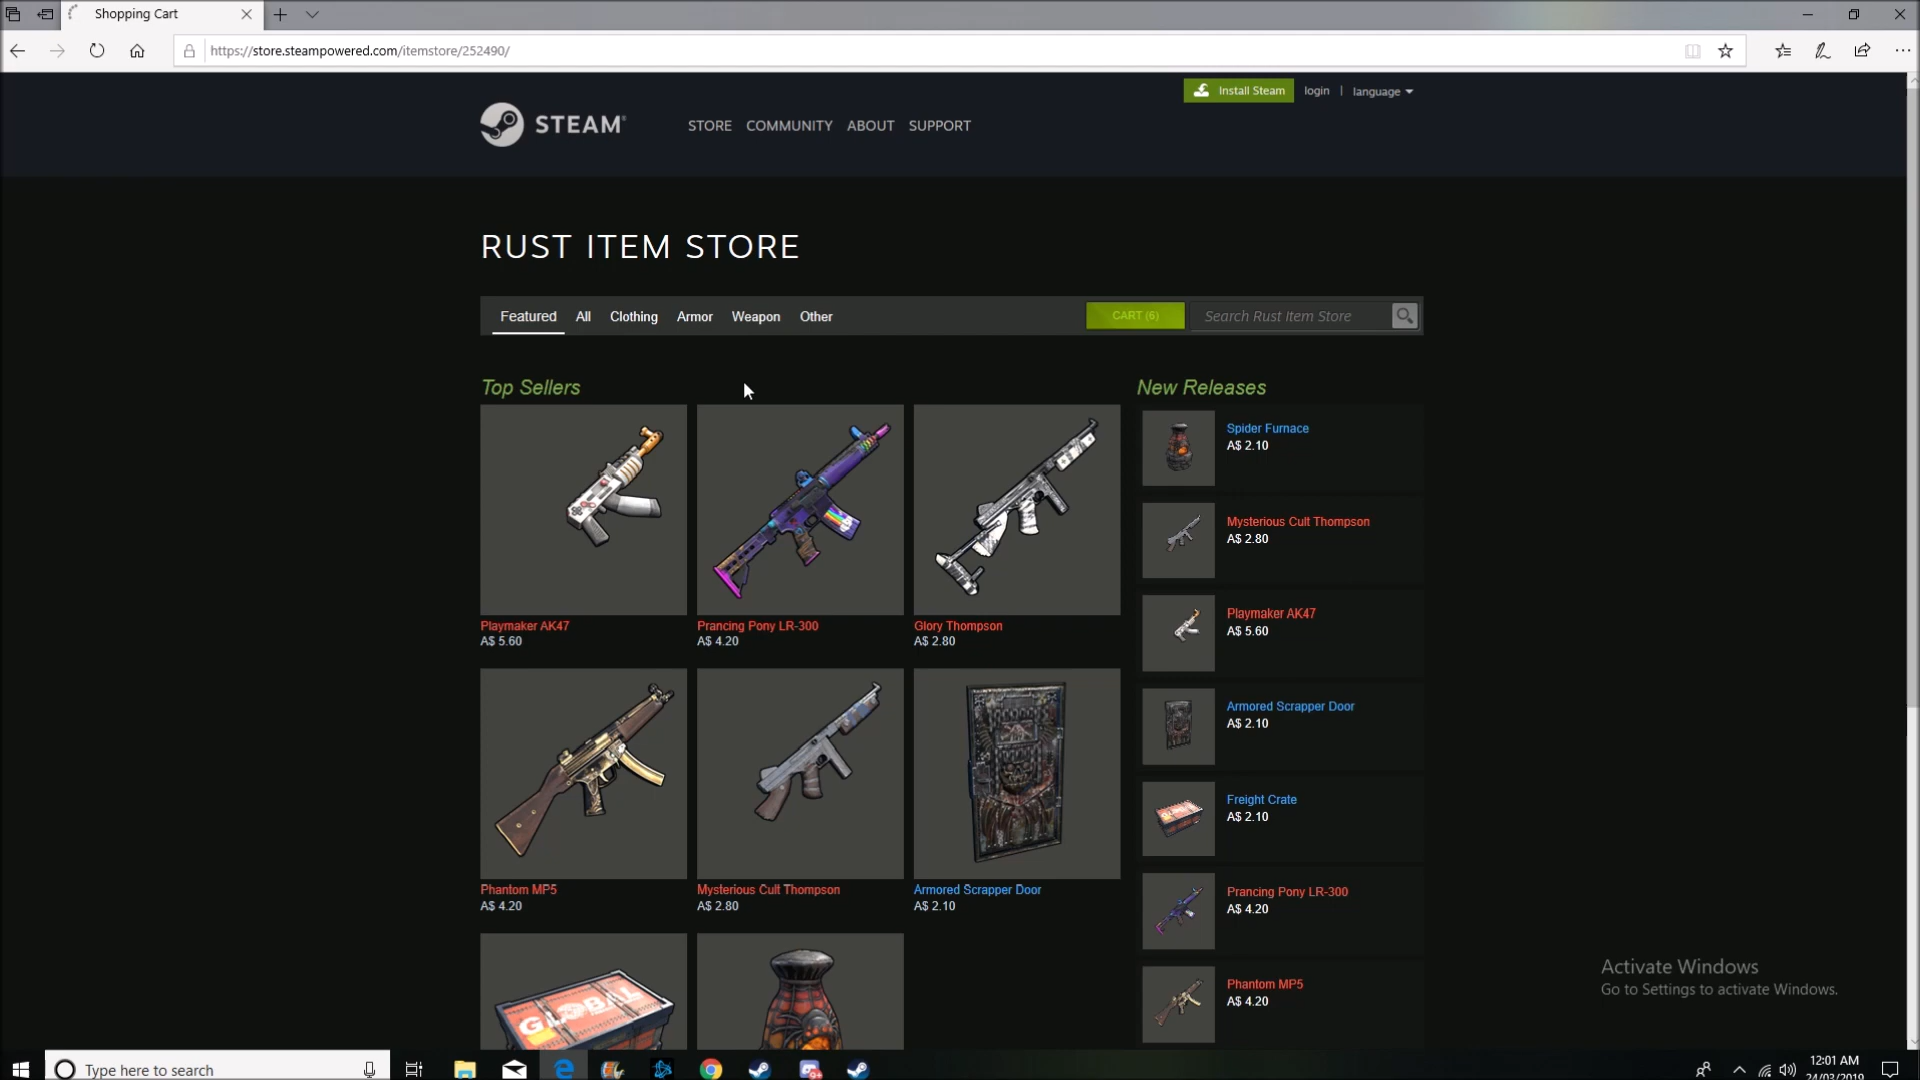 Shopping Cart
https://store.steampowered.com/itemstore/252490/
Install Steam
login | language
STEAM
STORE COMMUNITY ABOUT SUPPORT
RUST ITEM STORE
Featured All Clothing Armor Weapon Other
CART (6)
Search Rust Item Store
Top Sellers
Playmaker AK47
A$ 5.60
Prancing Pony LR-300
A$ 4.20
Glory Thompson
A$ 2.80
Phantom MP5
A$ 4.20
Mysterious Cult Thompson
A$ 2.80
Armored Scrapper Door
A$ 2.10
GLOBAL
New Releases
Spider Furnace
A$ 2.10
Mysterious Cult Thompson
A$ 2.80
Playmaker AK47
A$ 5.60
Armored Scrapper Door
A$ 2.10
Freight Crate
A$ 2.10
Prancing Pony LR-300
A$ 4.20
Phantom MP5
A$ 4.20
Activate Windows
Go to Settings to activate Windows.
Type here to search
12:01 AM
24/03/2019